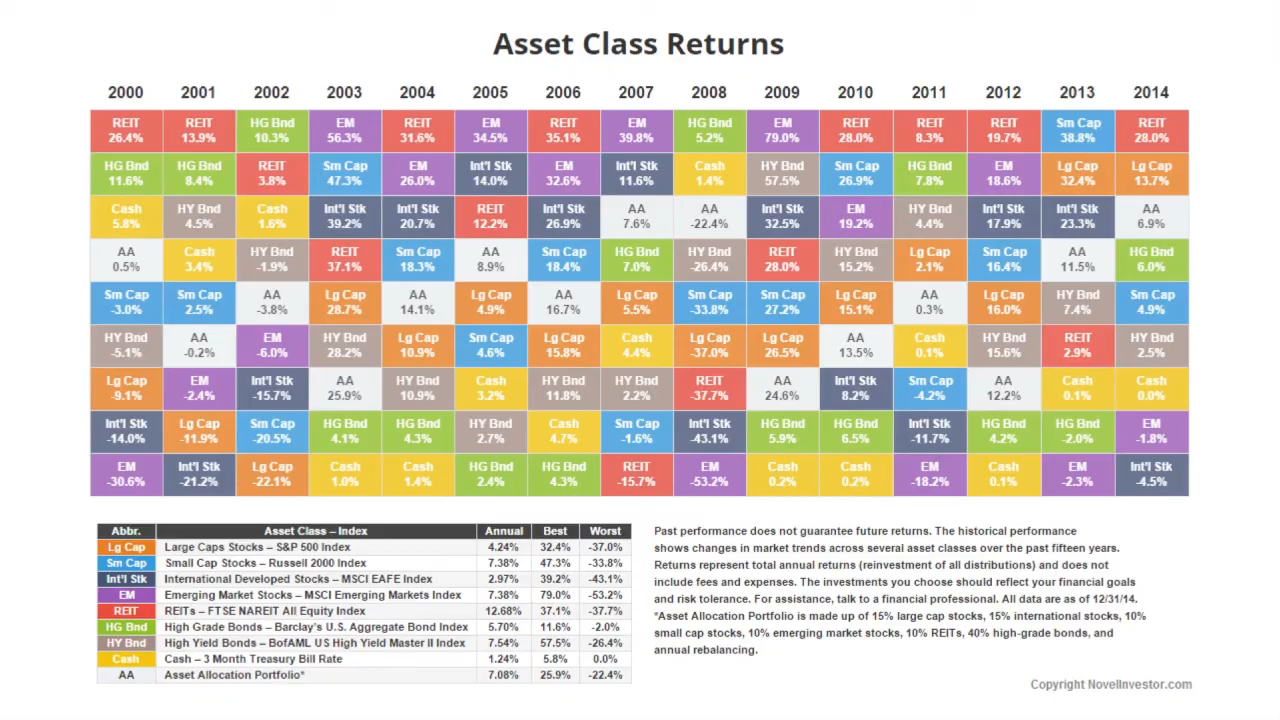 Asset Class Returns
2000 2001 2002 2003 2004 2005 2006 2007 2008 2009 2010 2011 2012 2013 2014
REIT REIT HG Bnd EM REIT EM REIT EM HG Bnd EM REIT REIT REIT Sm Cap REIT
26.4% 13.9% 10.3% 56.3% 31.6% 34.5% 35.1% 39.8% 5.2% 79.0% 28.0% 8.3% 19.7% 38.8% 28.0%
HG Bnd HG Bnd REIT Sm Cap EM Int'l Stk EM Int'l Stk Cash HY Bnd Sm Cap HG Bnd EM Lg Cap Lg Cap
11.6% 8.4% 3.8% 47.3% 26.0% 14.0% 32.6% 11.6% 1.4% 57.5% 26.9% 7.8% 18.6% 32.4% 13.7%
Cash HY Bnd Cash Int'l Stk Int'l Stk REIT Int'l Stk AA AA Int'l Stk EM HY Bnd Int'l Stk Int'l Stk AA
5.8% 4.5% 1.6% 39.2% 20.7% 12.2% 26.9% 7.6% -22.4% 32.5% 19.2% 4.4% 17.9% 23.3% 6.9%
AA Cash HY Bnd REIT Sm Cap AA Sm Cap HG Bnd HY Bnd REIT HY Bnd Lg Cap Sm Cap AA HG Bnd
0.5% 3.4% -1.9% 37.1% 18.3% 8.9% 18.4% 7.0% -26.4% 28.0% 15.2% 2.1% 16.4% 11.5% 6.0%
Sm Cap Sm Cap AA Lg Cap AA Lg Cap AA Lg Cap Sm Cap Sm Cap Lg Cap AA Lg Cap HY Bnd Sm Cap
-3.0% 2.5% -3.8% 28.7% 14.1% 4.9% 16.7% 5.5% -33.8% 27.2% 15.1% 0.3% 16.0% 7.4% 4.9%
HY Bnd AA EM HY Bnd Lg Cap Sm Cap Lg Cap Cash Lg Cap Lg Cap AA Cash HY Bnd REIT HY Bnd
-5.1% -0.2% -6.0% 28.2% 10.9% 4.6% 15.8% 4.4% -37.0% 26.5% 13.5% 0.1% 15.6% 2.9% 2.5%
Lg Cap EM Int'l Stk AA HY Bnd Cash HY Bnd HY Bnd REIT AA Int'l Stk Sm Cap AA Cash Cash
-9.1% -2.4% -15.7% 25.9% 10.9% 3.2% 11.8% 2.2% -37.7% 24.6% 8.2% -4.2% 12.2% 0.1% 0.0%
Int'l Stk Lg Cap Sm Cap HG Bnd HG Bnd HY Bnd Cash Sm Cap Int'l Stk HG Bnd HG Bnd Int'l Stk HG Bnd HG Bnd EM
-14.0% -11.9% -20.5% 4.1% 4.3% 2.7% 4.7% -1.6% -43.1% 5.9% 6.5% -11.7% 4.2% -2.0% -1.8%
EM Int'l Stk Lg Cap Cash Cash HG Bnd HG Bnd REIT EM Cash Cash EM Cash EM Int'l Stk
-30.6% -21.2% -22.1% 1.0% 1.4% 2.4% 4.3% -15.7% -53.2% 0.2% 0.2% -18.2% 0.1% -2.3% -4.5%
Abbr. Asset Class – Index Annual Best Worst
Lg Cap Large Caps Stocks – S&P 500 Index 4.24% 32.4% -37.0%
Sm Cap Small Cap Stocks – Russell 2000 Index 7.38% 47.3% -33.8%
Int'l Stk International Developed Stocks – MSCI EAFE Index 2.97% 39.2% -43.1%
EM Emerging Market Stocks – MSCI Emerging Markets Index 7.38% 79.0% -53.2%
REIT REITs – FTSE NAREIT All Equity Index 12.68% 37.1% -37.7%
HG Bnd High Grade Bonds – Barclay's U.S. Aggregate Bond Index 5.70% 11.6% -2.0%
HY Bnd High Yield Bonds – BofAML US High Yield Master II Index 7.54% 57.5% -26.4%
Cash Cash – 3 Month Treasury Bill Rate 1.24% 5.8% 0.0%
AA Asset Allocation Portfolio* 7.08% 25.9% -22.4%
Past performance does not guarantee future returns. The historical performance
shows changes in market trends across several asset classes over the past fifteen years.
Returns represent total annual returns (reinvestment of all distributions) and does not
include fees and expenses. The investments you choose should reflect your financial goals
and risk tolerance. For assistance, talk to a financial professional. All data are as of 12/31/14.
*Asset Allocation Portfolio is made up of 15% large cap stocks, 15% international stocks, 10%
small cap stocks, 10% emerging market stocks, 10% REITs, 40% high-grade bonds, and
annual rebalancing.
Copyright NovelInvestor.com